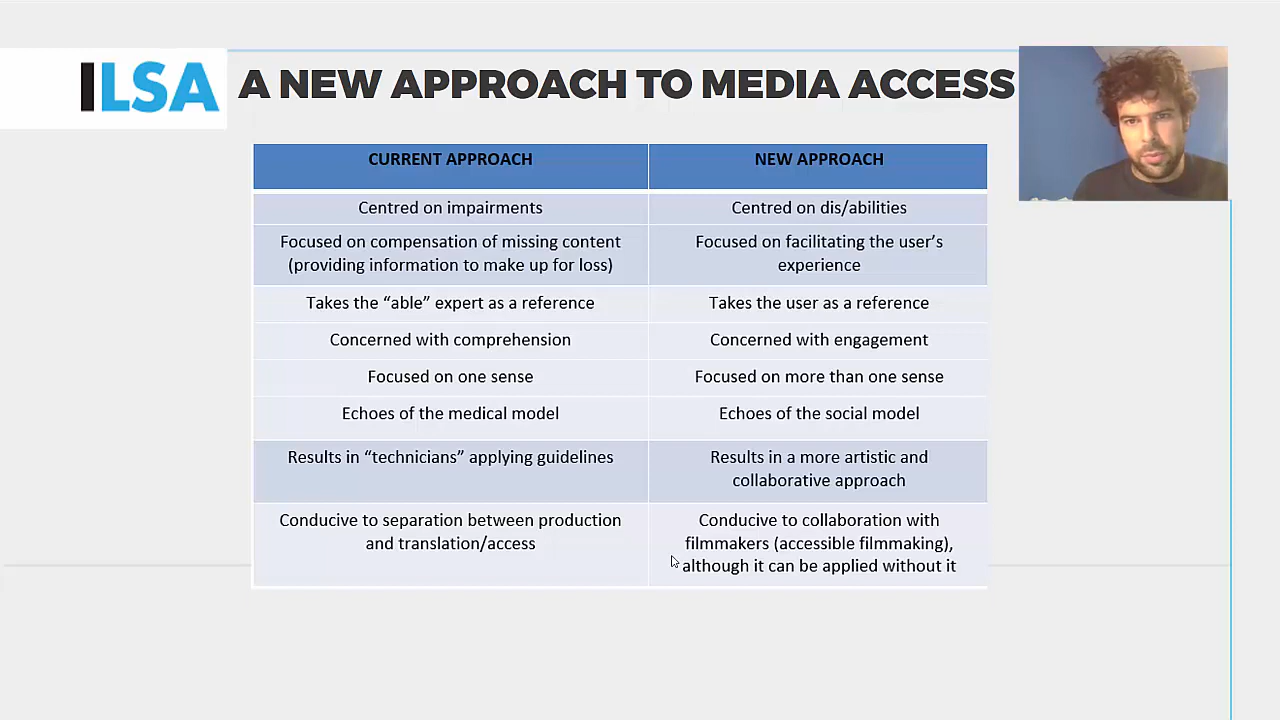 ILSA
A NEW APPROACH TO MEDIA ACCESS
CURRENT APPROACH
NEW APPROACH
Centred on impairments
Centred on dis/abilities
Focused on compensation of missing content
(providing information to make up for loss)
Focused on facilitating the user’s
experience
Takes the “able” expert as a reference
Takes the user as a reference
Concerned with comprehension
Concerned with engagement
Focused on one sense
Focused on more than one sense
Echoes of the medical model
Echoes of the social model
Results in “technicians” applying guidelines
Results in a more artistic and
collaborative approach
Conducive to separation between production
and translation/access
Conducive to collaboration with
filmmakers (accessible filmmaking),
although it can be applied without it